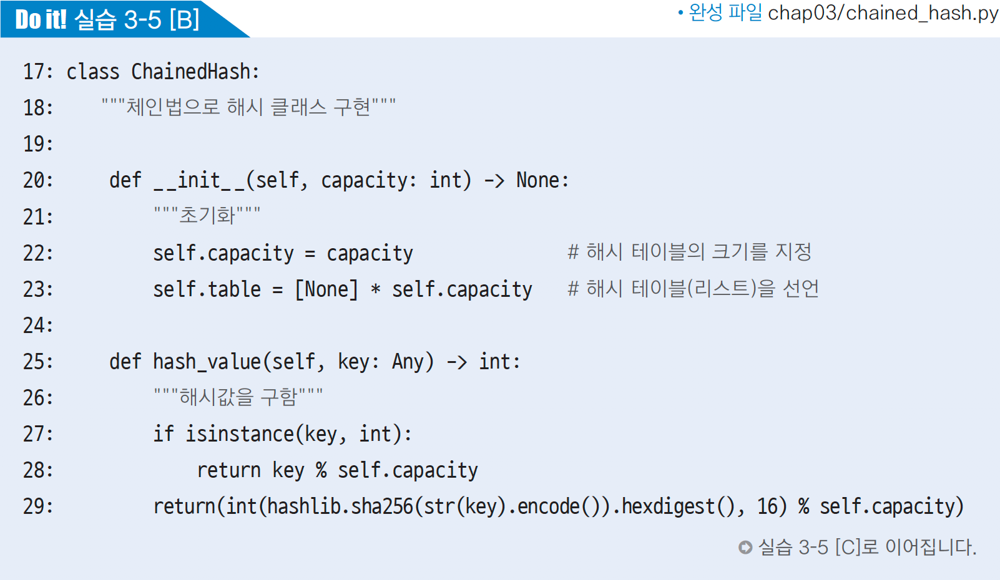 Do it! 실습 3-5 [B]
• 완성 파일 chap03/chained_hash.py
17: class ChainedHash:
18:     """체인법으로 해시 클래스 구현"""
19:
20:     def __init__(self, capacity: int) -> None:
21:         """초기화"""
22:         self.capacity = capacity              # 해시 테이블의 크기를 지정
23:         self.table = [None] * self.capacity   # 해시 테이블(리스트)을 선언
24:
25:     def hash_value(self, key: Any) -> int:
26:         """해시값을 구함"""
27:         if isinstance(key, int):
28:             return key % self.capacity
29:         return(int(hashlib.sha256(str(key).encode()).hexdigest(), 16) % self.capacity)
실습 3-5 [C]로 이어집니다.